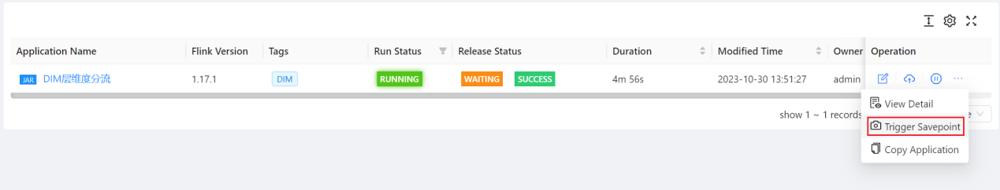 Application Name Flink Version Tags Run Status Release Status Duration Modified Time Owner Operation
JAR DIM层维度分流 1.17.1 DIM RUNNING WAITING SUCCESS 4m 56s 2023-10-30 13:51:27 admin
View Detail
show 1 ~ 1 records
Trigger Savepoint
Copy Application